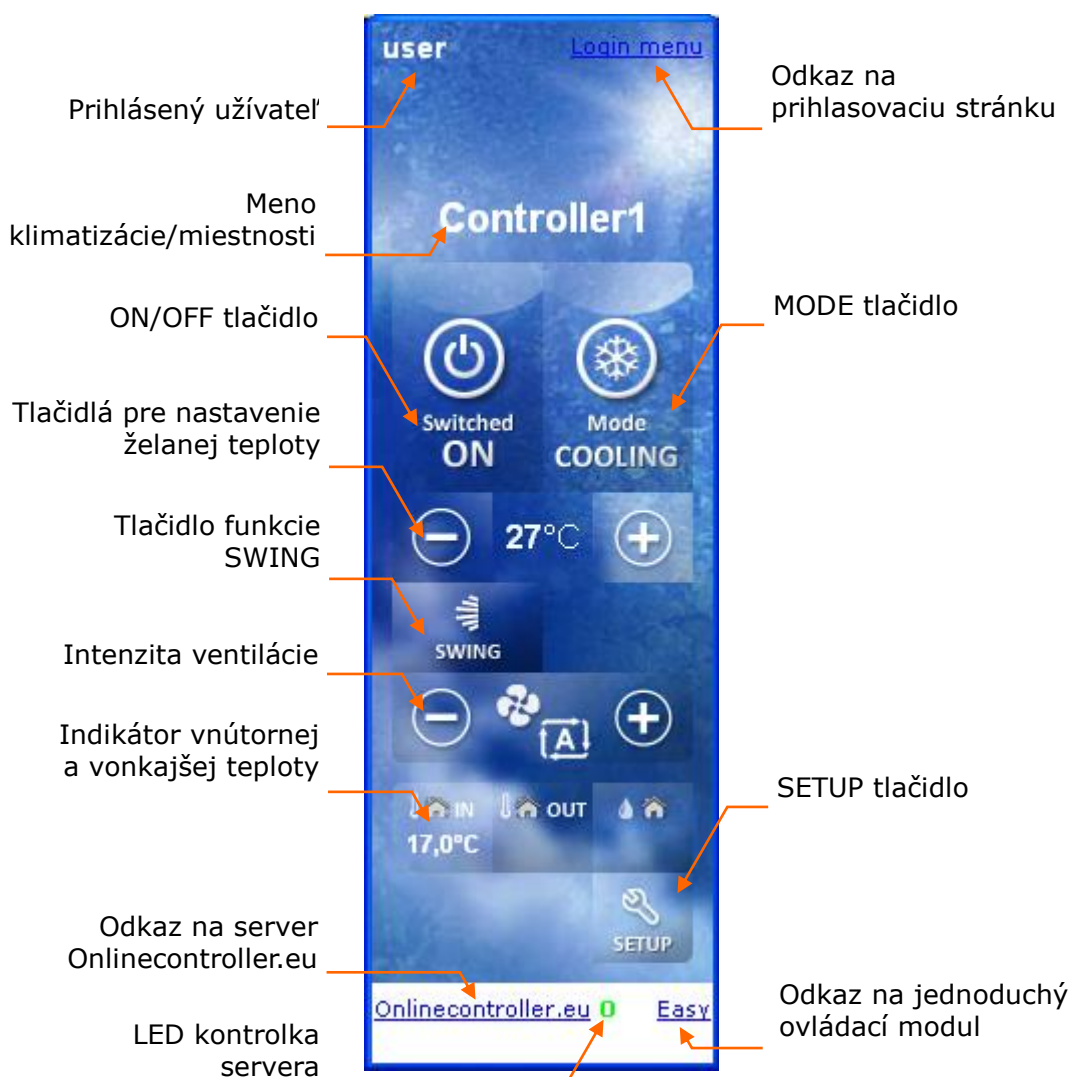 user
Login menu
Odkaz na
prihlasovaciu stránku
Prihlásený užívateľ
Meno
klimatizácie/miestnosti
Controller1
ON/OFF tlačidlo
MODE tlačidlo
Switched
ON
Mode
COOLING
Tlačidlá pre nastavenie
želanej teploty
27°C
Tlačidlo funkcie
SWING
SWING
Intenzita ventilácie
A
Indikátor vnútornej
a vonkajšej teploty
IN
OUT
17,0°C
SETUP tlačidlo
SETUP
Odkaz na server
Onlinecontroller.eu
Onlinecontroller.eu 0
Easy
Odkaz na jednoduchý
ovládací modul
LED kontrolka
servera